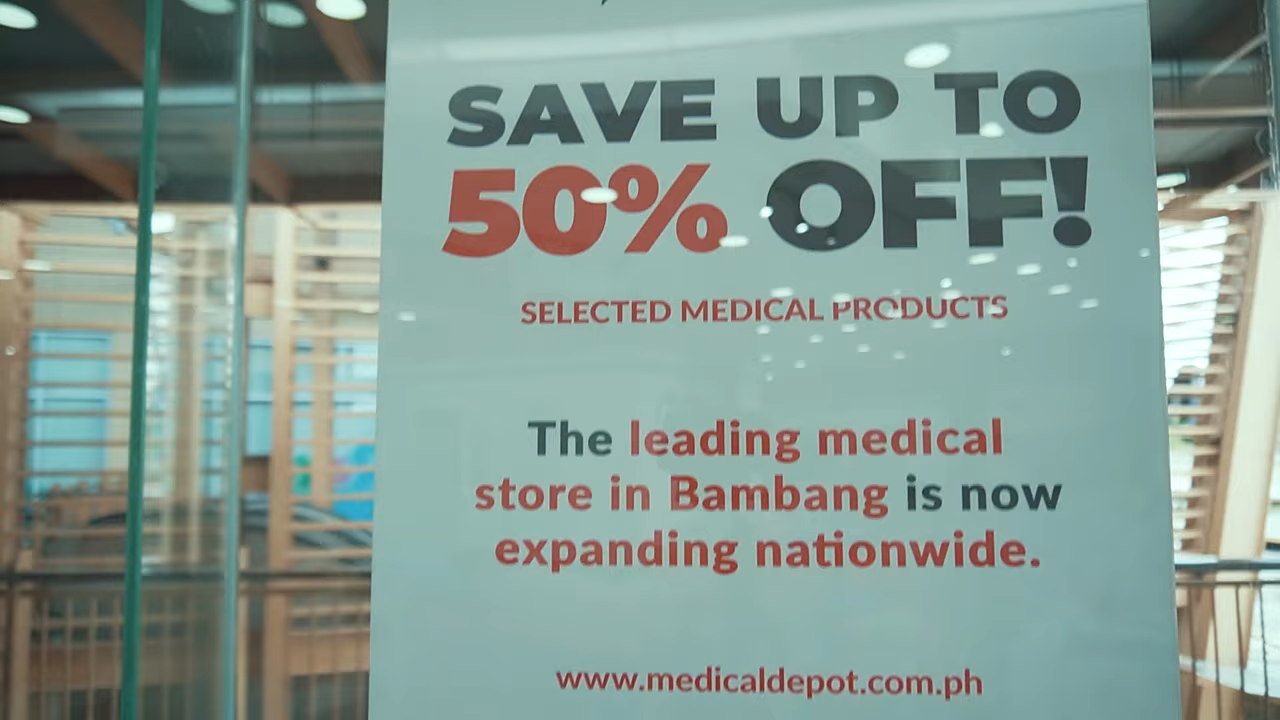 SAVE UP TO
50% OFF!
SELECTED MEDICAL PRODUCTS
The leading medical
store in Bambang is now
expanding nationwide.
www.medicaldepot.com.ph